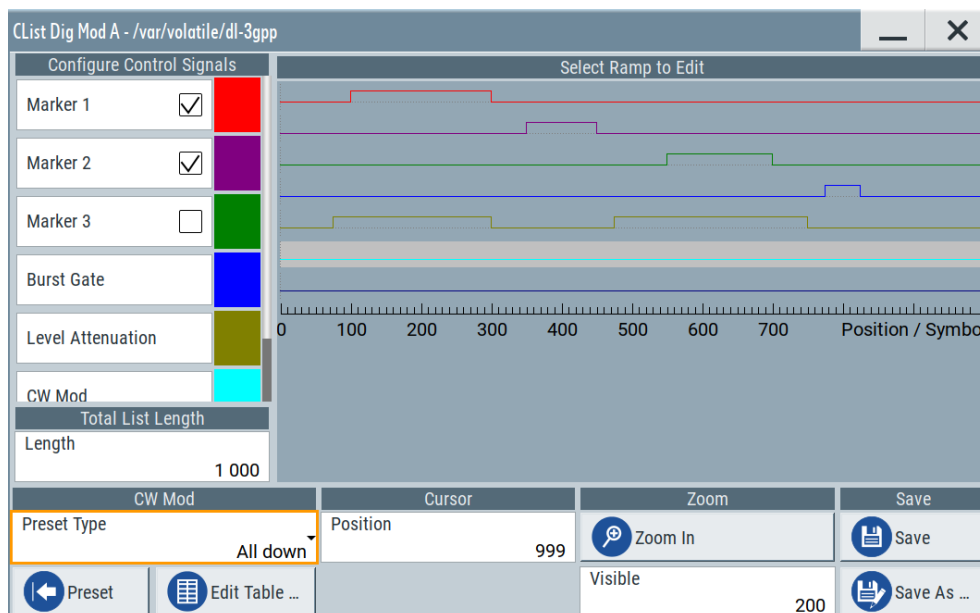 CList Dig Mod A - /var/volatile/dl-3gpp
Configure Control Signals
Marker 1
Marker 2
Marker 3
Burst Gate
Level Attenuation
CW Mod
Total List Length
Length
1 000
Select Ramp to Edit
0 100 200 300 400 500 600 700 Position / Symbo
CW Mod
Preset Type
All down
Preset
Edit Table ...
Cursor
Position
999
Zoom
Zoom In
Visible
200
Save
Save
Save As ...